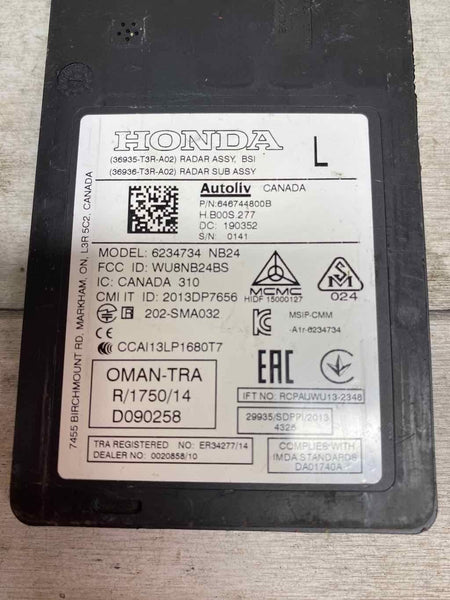 HONDA
(36935-T3R-A02) RADAR ASSY, BSI
(36936-T3R-A02) RADAR SUB ASSY
L
Autoliv CANADA
P/N:646744800B
H.B00S.277
DC: 190352
S/N: 0141
MODEL: 6234734 NB24
FCC ID: WU8NB24BS
IC: CANADA 310
CMI IT ID: 2013DP7656
MCMC
HIDF 15000127
S M
024
R 202-SMA032
MSIP-CMM
-A1r-6234734
CCAI13LP1680T7
OMAN-TRA
R/1750/14
D090258
EAC
IFT NO: RCPAUWU13-2348
29935/SDPPI/2013
4328
TRA REGISTERED NO: ER34277/14
DEALER NO: 0020858/10
COMPLIES WITH
IMDA STANDARDS
DA01740A
7455 BIRCHMOUNT RD, MARKHAM, ON, L3R 5C2, CANADA